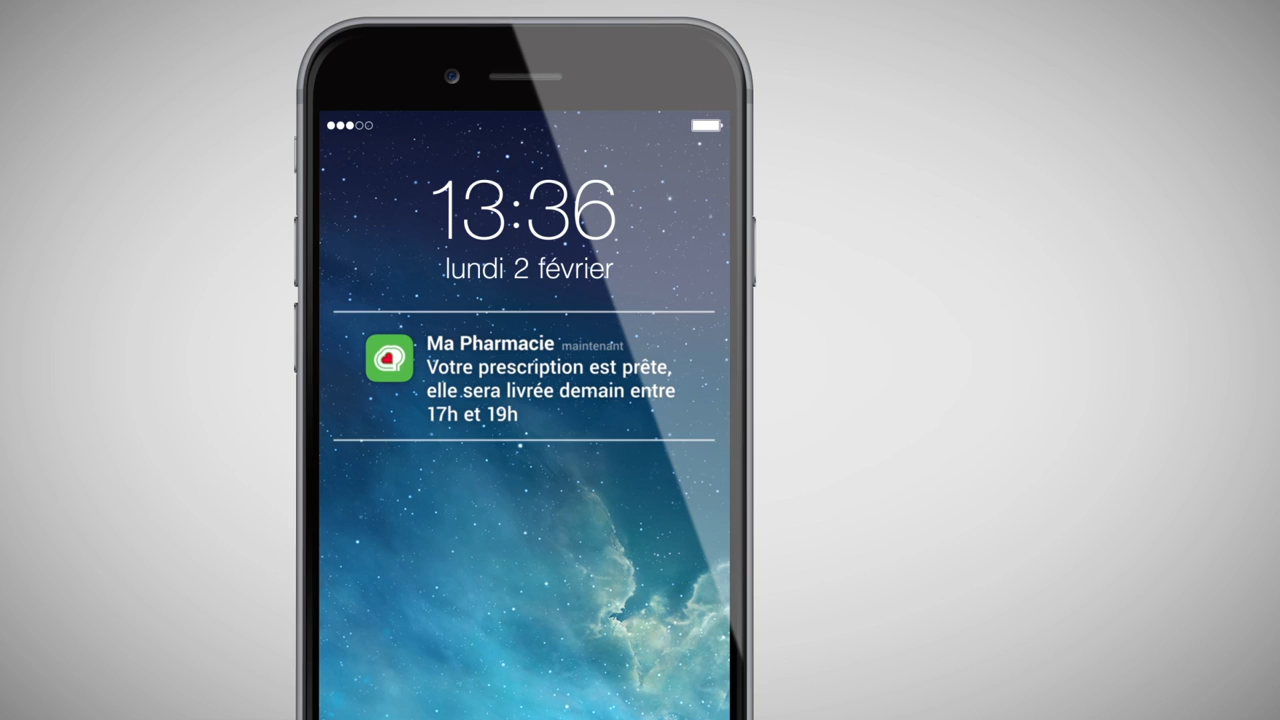 13:36
lundi 2 février
Ma Pharmacie maintenant
Votre prescription est prête,
elle sera livrée demain entre
17h et 19h